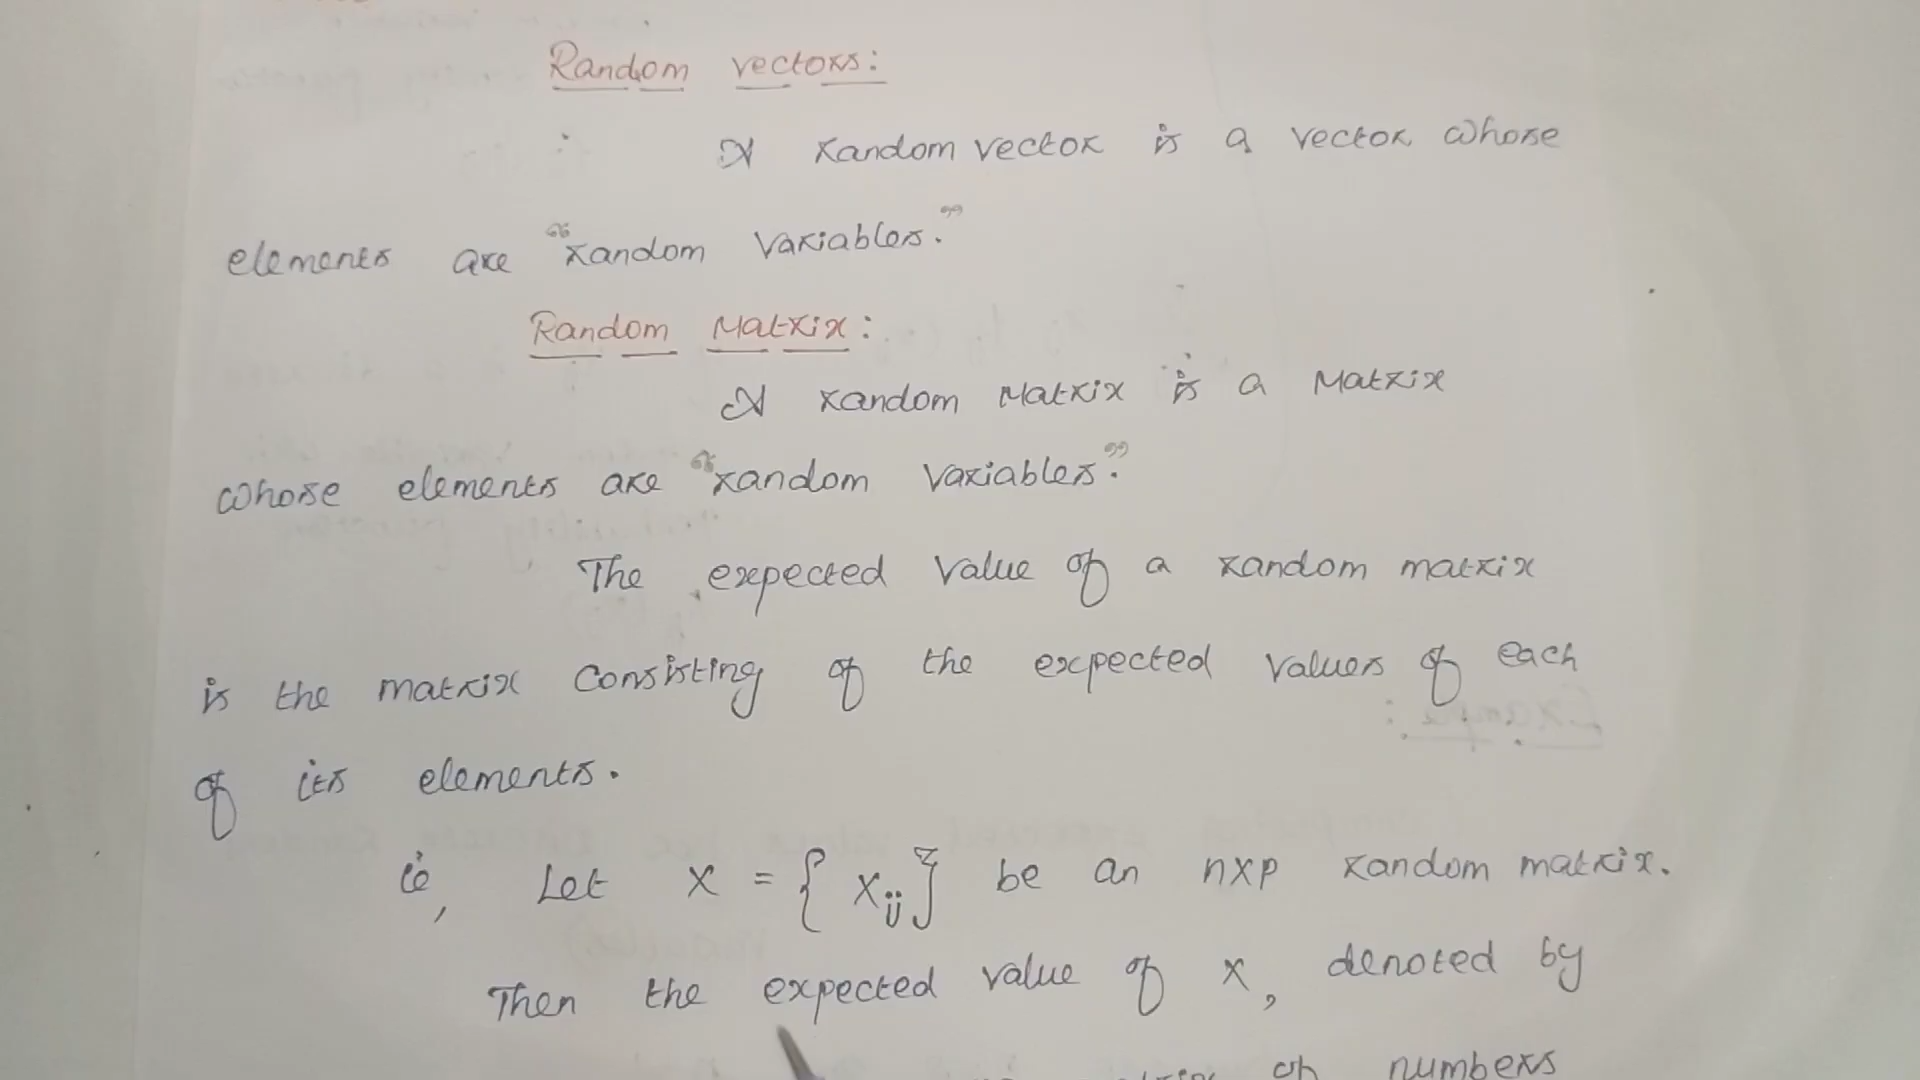 Random vectors:
A random vector is a vector whose
elements are "random variables."
Random Matrix:
A random Matrix is a Matrix
whose elements are "random variables."
The expected value of a random matrix
is the matrix consisting of the expected values of each
of its elements.
ie, Let X = { Xij } be an nxp random matrix.
Then the expected value of X, denoted by
of numbers